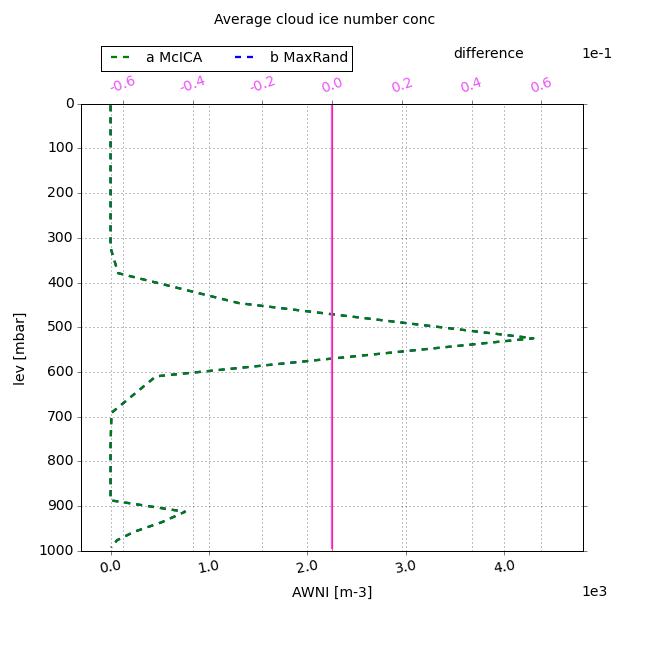 Average cloud ice number conc
a McICA b MaxRand difference 1e-1
-0.6 -0.4 -0.2 0.0 0.2 0.4 0.6
0
100
200
300
400
500
600
700
800
900
1000
lev [mbar]
0.0 1.0 2.0 3.0 4.0
AWNI [m-3] 1e3